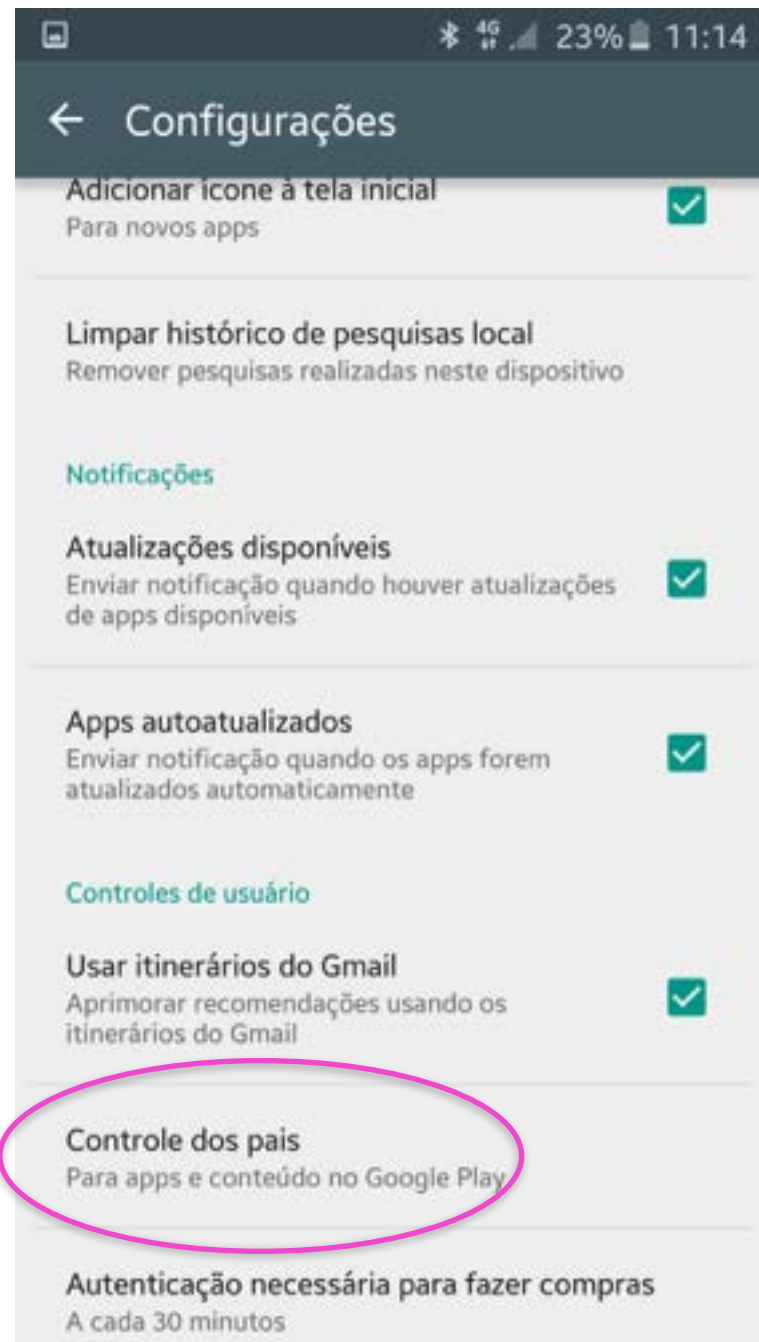 4G 23% 11:14
Configurações
Adicionar ícone à tela inicial
Para novos apps
Limpar histórico de pesquisas local
Remover pesquisas realizadas neste dispositivo
Notificações
Atualizações disponíveis
Enviar notificação quando houver atualizações
de apps disponíveis
Apps autoatualizados
Enviar notificação quando os apps forem
atualizados automaticamente
Controles de usuário
Usar itinerários do Gmail
Aprimorar recomendações usando os
itinerários do Gmail
Controle dos pais
Para apps e conteúdo no Google Play
Autenticação necessária para fazer compras
A cada 30 minutos